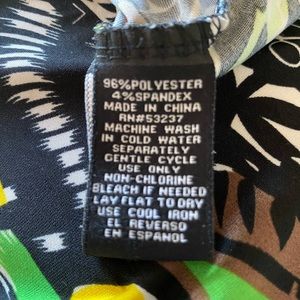 96%POLYESTER
4%SPANDEX
MADE IN CHINA
RN#53237
MACHINE WASH
IN COLD WATER
SEPARATELY
GENTLE CYCLE
USE ONLY
NON-CHLORINE
BLEACH IF NEEDED
LAY FLAT TO DRY
USE COOL IRON
EL REVERSO
EN ESPANOL